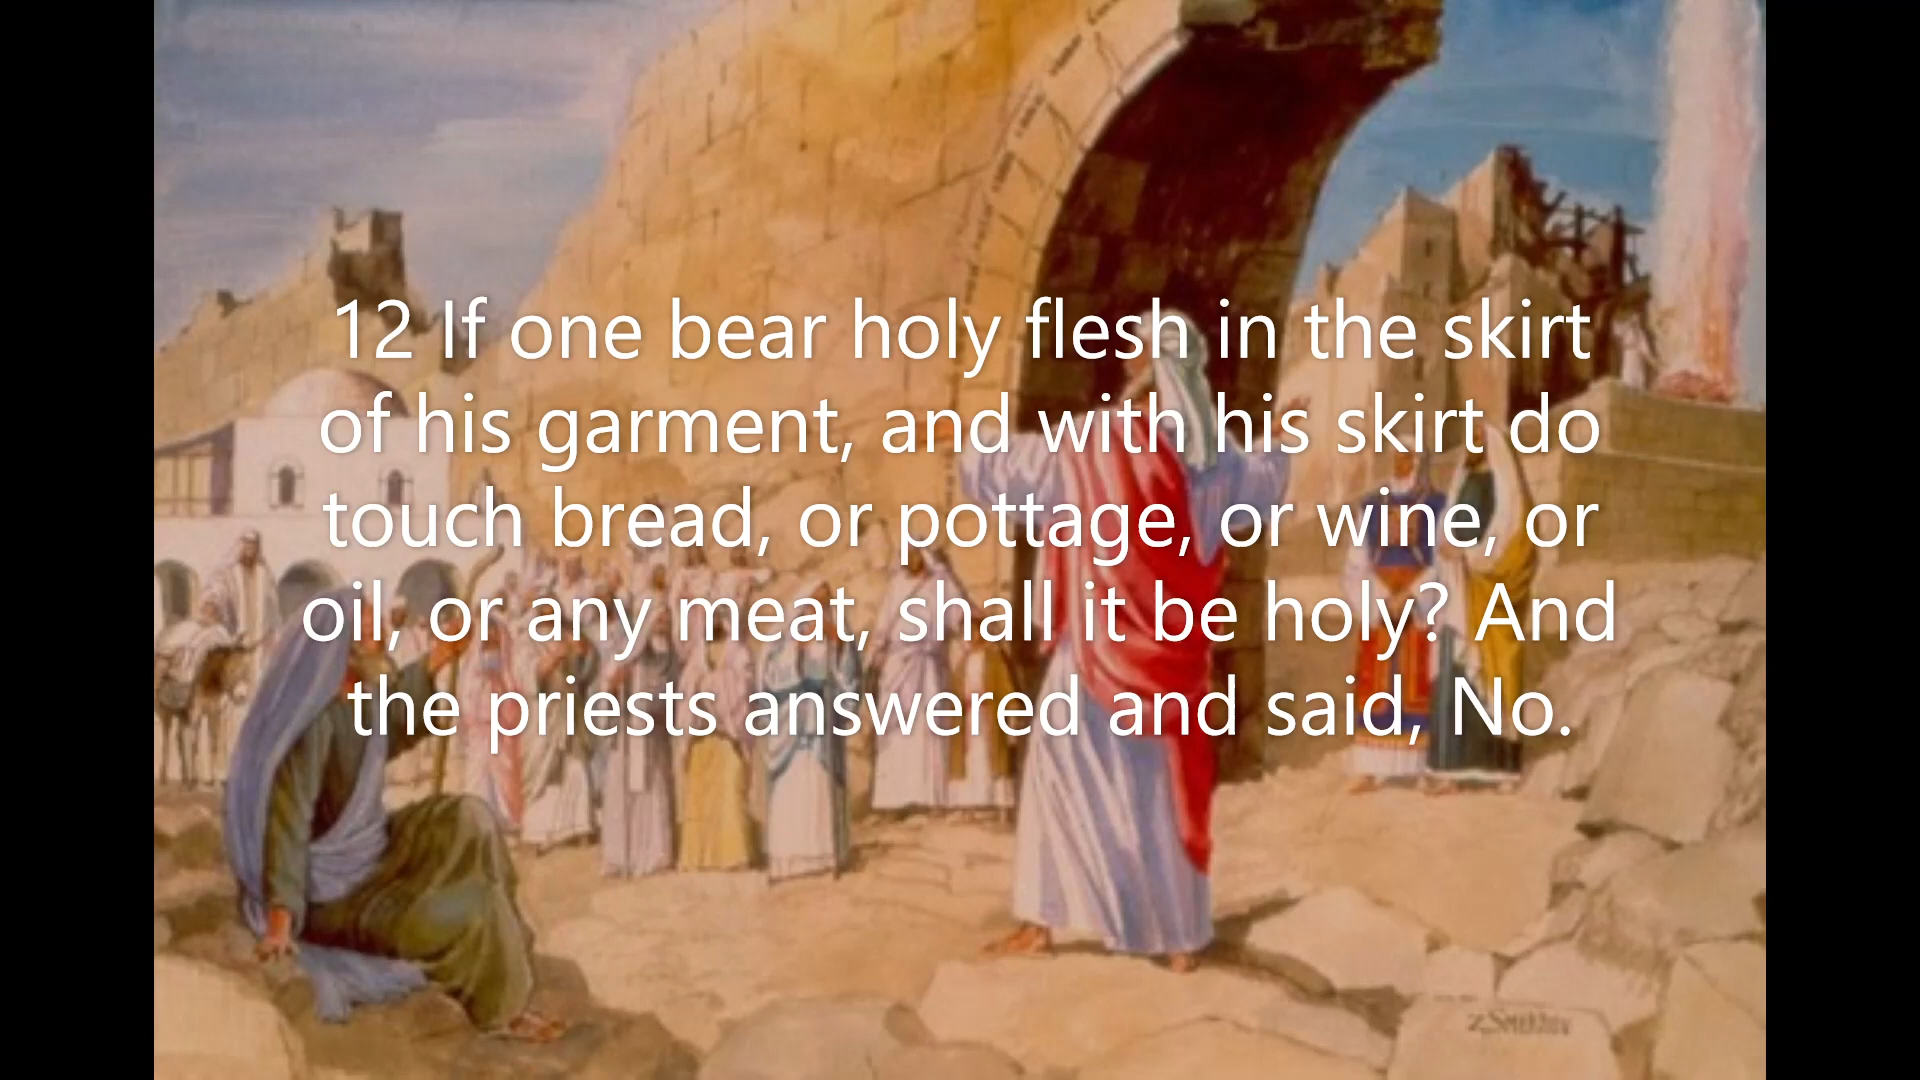 12 If one bear holy flesh in the skirt
of his garment, and with his skirt do
touch bread, or pottage, or wine, or
oil, or any meat, shall it be holy? And
the priests answered and said, No.